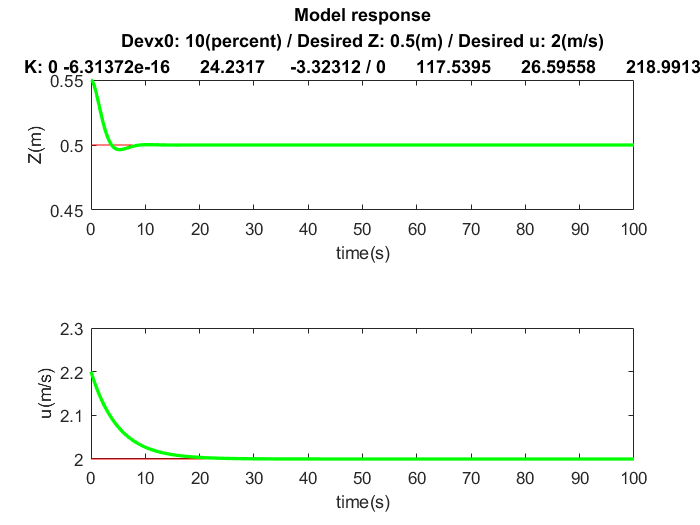 Model response
Devx0: 10(percent) / Desired Z: 0.5(m) / Desired u: 2(m/s)
K: 0 -6.31372e-16 24.2317 -3.32312 / 0 117.5395 26.59558 218.9913
0.55
0.5
0.45
Z(m)
0 10 20 30 40 50 60 70 80 90 100
time(s)
2.3
2.2
2.1
2
u(m/s)
0 10 20 30 40 50 60 70 80 90 100
time(s)